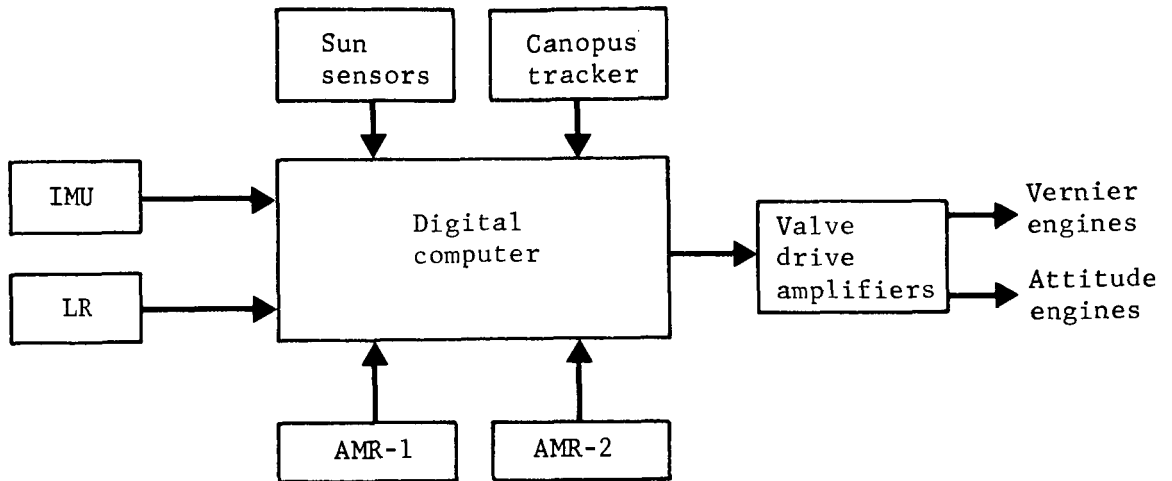 Sun
sensors
Canopus
tracker
IMU
Digital
computer
LR
Valve
drive
amplifiers
Vernier
engines
Attitude
engines
AMR-1
AMR-2